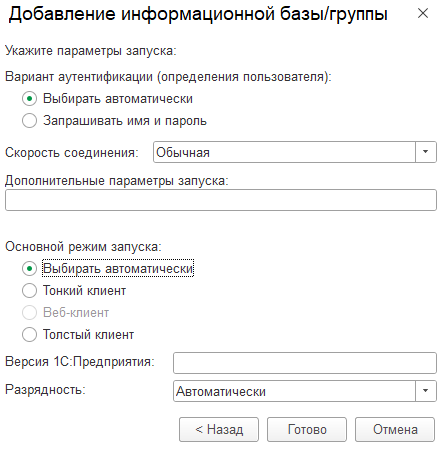 Добавление информационной базы/группы
Укажите параметры запуска:
Вариант аутентификации (определения пользователя):
Выбирать автоматически
Запрашивать имя и пароль
Скорость соединения: Обычная
Дополнительные параметры запуска:
Основной режим запуска:
Выбирать автоматически
Тонкий клиент
Веб-клиент
Толстый клиент
Версия 1С:Предприятия:
Разрядность: Автоматически
< Назад Готово Отмена